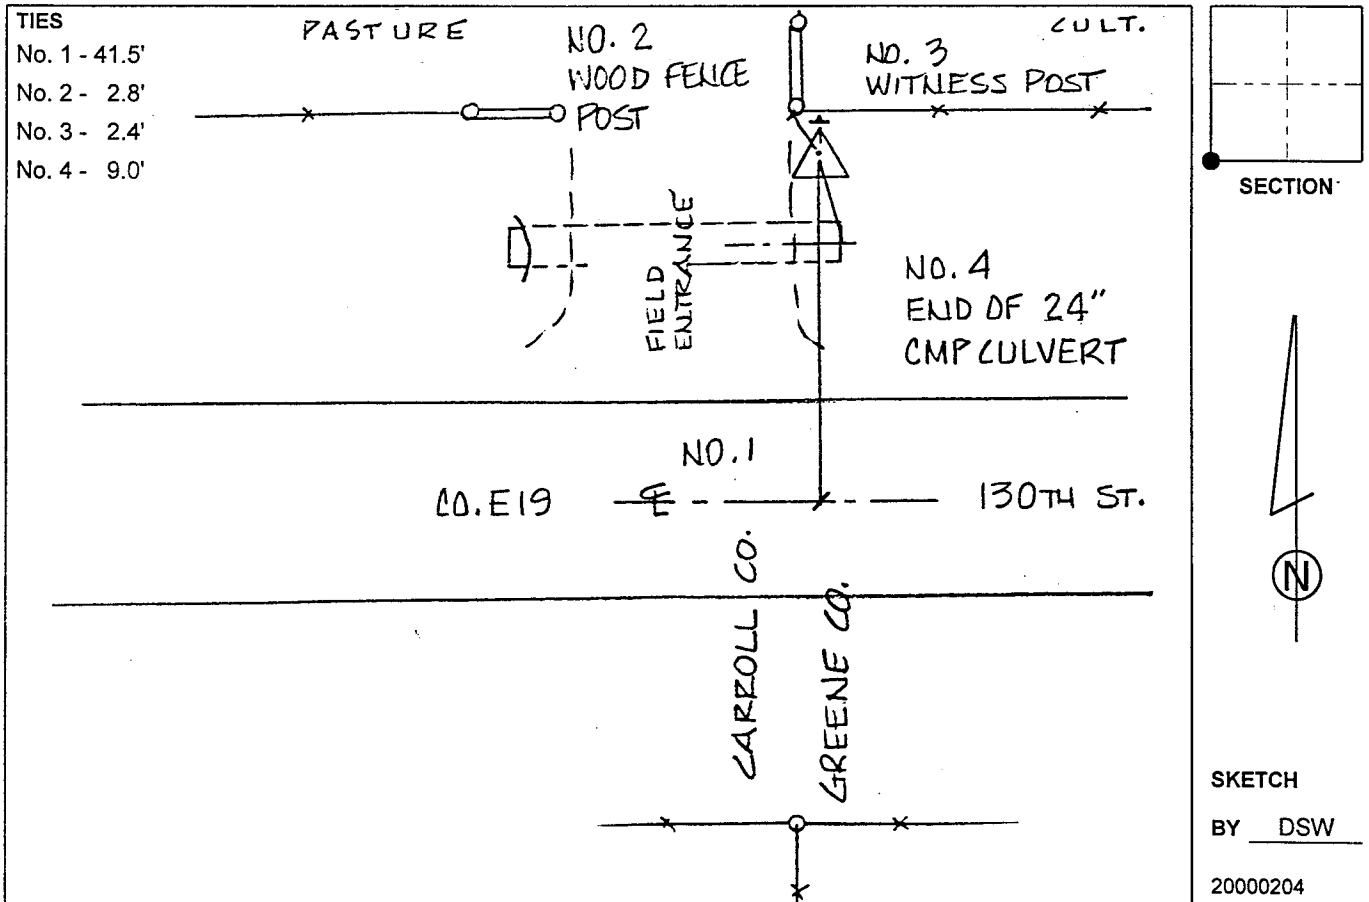 TIES
No. 1 - 41.5'
No. 2 - 2.8'
No. 3 - 2.4'
No. 4 - 9.0'
PASTURE
NO. 2
WOOD FENCE
POST
CULT.
NO. 3
WITNESS POST
SECTION
FIELD
ENTRANCE
NO. 4
END OF 24"
CMP CULVERT
NO. 1
CO. E19
℄
130TH ST.
CARROLL CO.
GREENE CO.
N
SKETCH
BY DSW
20000204